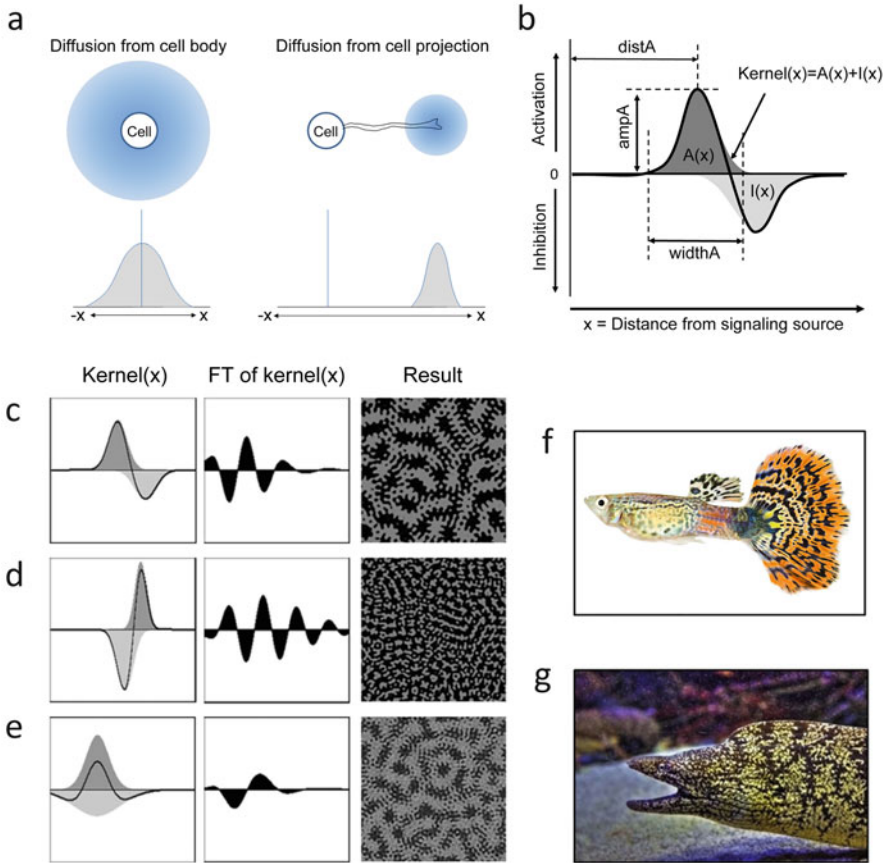 a
Diffusion from cell body
Diffusion from cell projection
Cell
Cell
-x
x
-x
x
b
distA
Kernel(x)=A(x)+I(x)
Activation
ampA
A(x)
0
I(x)
Inhibition
widthA
x = Distance from signaling source
Kernel(x)
FT of kernel(x)
Result
c
d
e
f
g